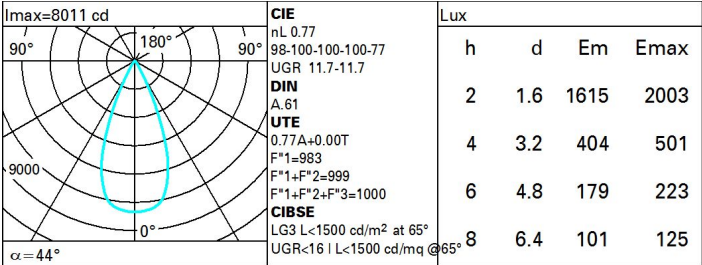 Imax=8011 cd
90°
180°
90°
9000
0°
α=44°
CIE
nL 0.77
98-100-100-100-77
UGR 11.7-11.7
DIN
A.61
UTE
0.77A+0.00T
F"1=983
F"1+F"2=999
F"1+F"2+F"3=1000
CIBSE
LG3 L<1500 cd/m² at 65°
UGR<16 | L<1500 cd/mq @65°
Lux
h d Em Emax
2 1.6 1615 2003
4 3.2 404 501
6 4.8 179 223
8 6.4 101 125